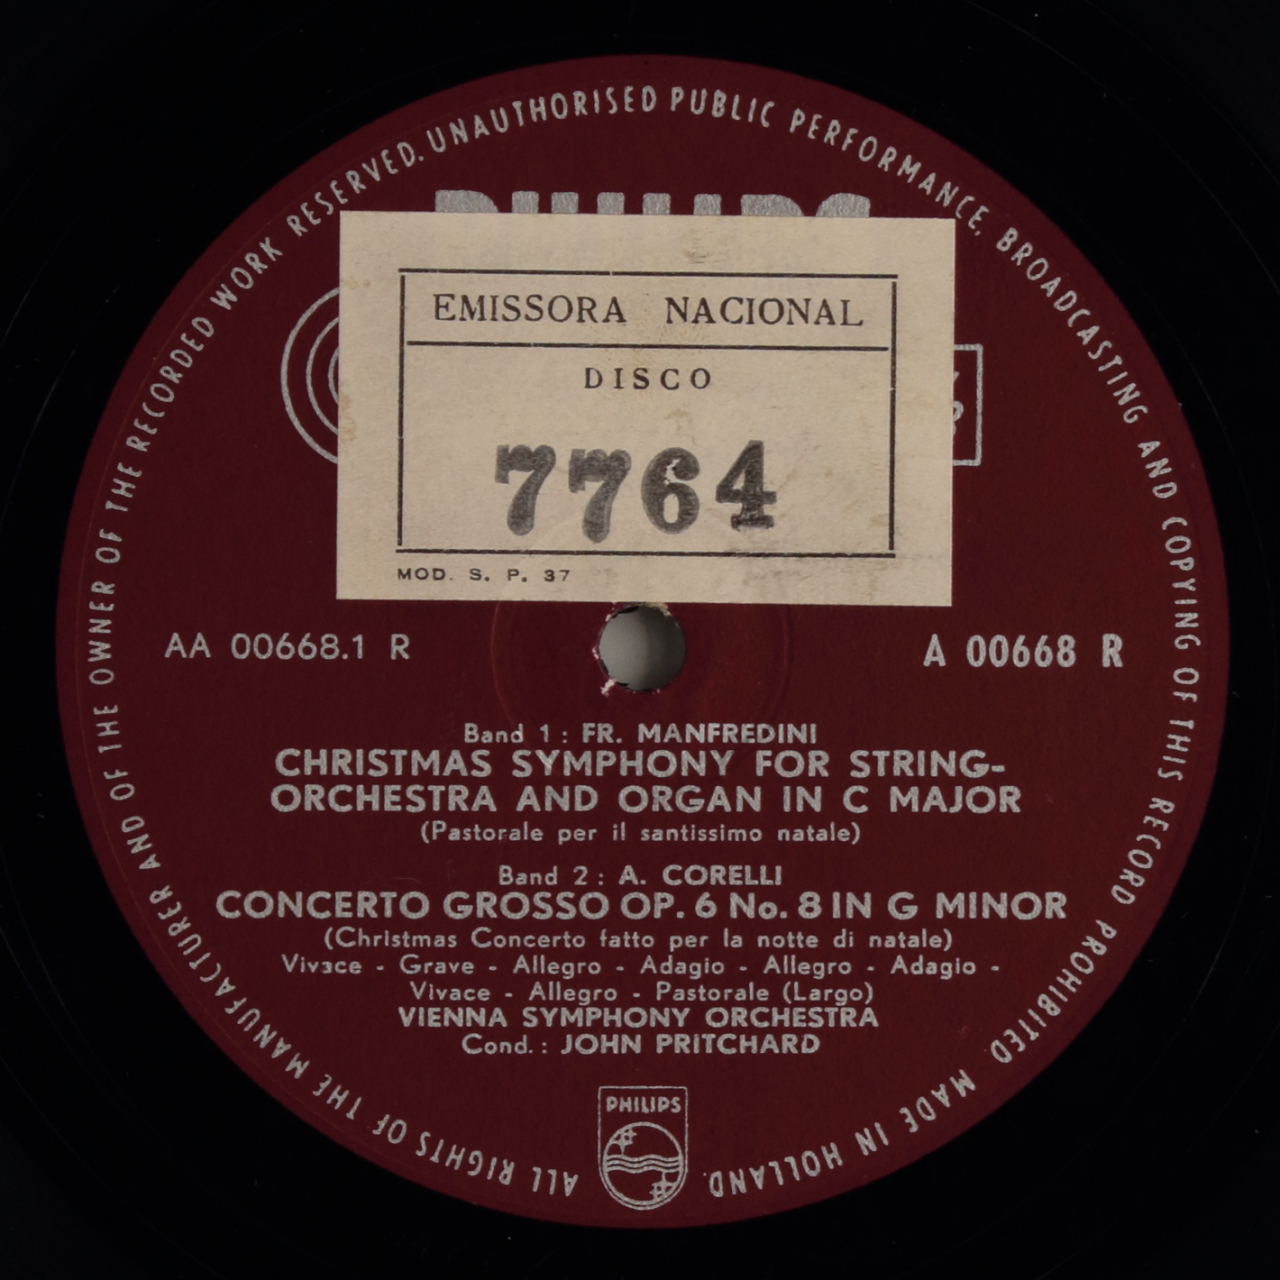 ALL RIGHTS OF THE MANUFACTURER AND OF THE OWNER OF THE RECORDED WORK RESERVED. UNAUTHORISED PUBLIC PERFORMANCE, BROADCASTING AND COPYING OF THIS RECORD PROHIBITED. MADE IN HOLLAND.
PHILIPS
EMISSORA NACIONAL
DISCO
7764
MOD. S. P. 37
AA 00668.1 R
A 00668 R
Band 1 : FR. MANFREDINI
CHRISTMAS SYMPHONY FOR STRING-
ORCHESTRA AND ORGAN IN C MAJOR
(Pastorale per il santissimo natale)
Band 2 : A. CORELLI
CONCERTO GROSSO OP. 6 No. 8 IN G MINOR
(Christmas Concerto fatto per la notte di natale)
Vivace - Grave - Allegro - Adagio - Allegro - Adagio -
Vivace - Allegro - Pastorale (Largo)
VIENNA SYMPHONY ORCHESTRA
Cond. : JOHN PRITCHARD
PHILIPS